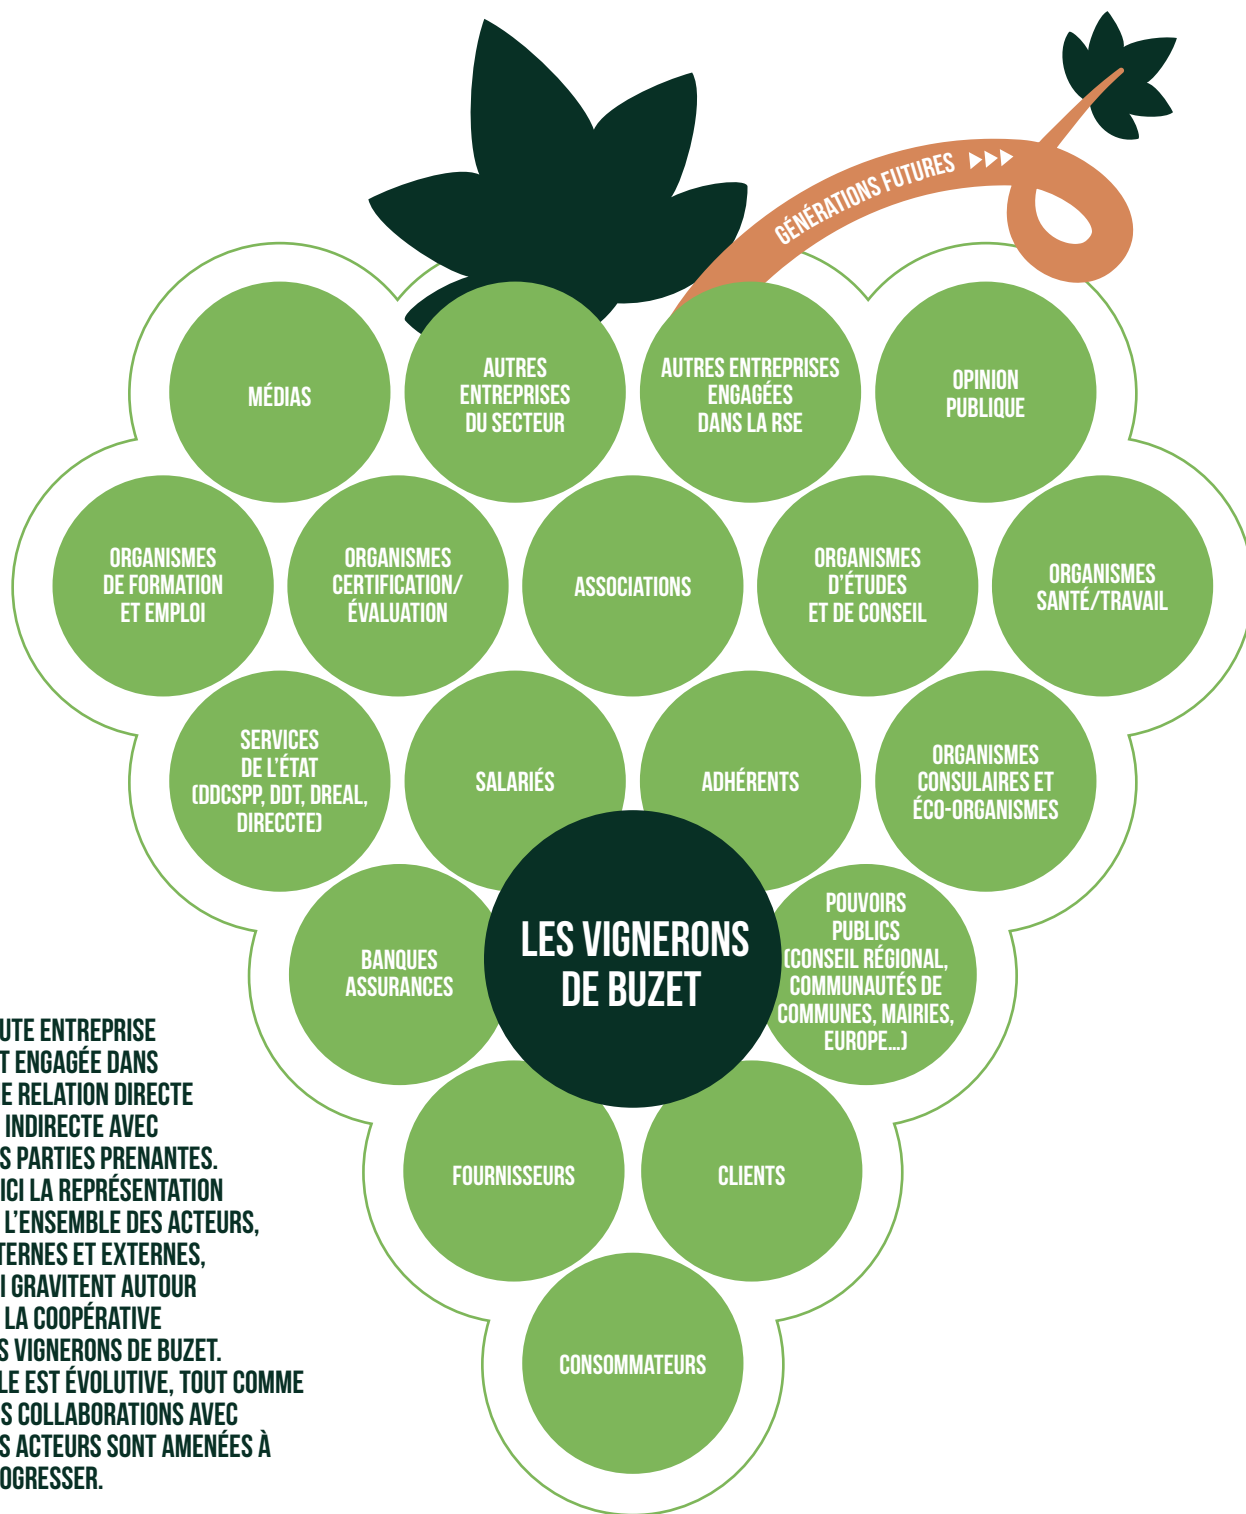 GÉNÉRATIONS FUTURES
MÉDIAS
AUTRES
ENTREPRISES
DU SECTEUR
AUTRES ENTREPRISES
ENGAGÉES
DANS LA RSE
OPINION
PUBLIQUE
ORGANISMES
DE FORMATION
ET EMPLOI
ORGANISMES
CERTIFICATION/
ÉVALUATION
ASSOCIATIONS
ORGANISMES
D'ÉTUDES
ET DE CONSEIL
ORGANISMES
SANTÉ/TRAVAIL
SERVICES
DE L'ÉTAT
(DDCSPP, DDT, DREAL,
DIRECCTE)
SALARIÉS
ADHÉRENTS
ORGANISMES
CONSULAIRES ET
ÉCO-ORGANISMES
BANQUES
ASSURANCES
LES VIGNERONS
DE BUZET
POUVOIRS
PUBLICS
(CONSEIL RÉGIONAL,
COMMUNAUTÉS DE
COMMUNES, MAIRIES,
EUROPE...)
FOURNISSEURS
CLIENTS
CONSOMMATEURS
UTE ENTREPRISE
T ENGAGÉE DANS
E RELATION DIRECTE
INDIRECTE AVEC
S PARTIES PRENANTES.
ICI LA REPRÉSENTATION
L'ENSEMBLE DES ACTEURS,
TERNES ET EXTERNES,
I GRAVITENT AUTOUR
LA COOPÉRATIVE
S VIGNERONS DE BUZET.
LE EST ÉVOLUTIVE, TOUT COMME
S COLLABORATIONS AVEC
S ACTEURS SONT AMENÉES À
OGRESSER.